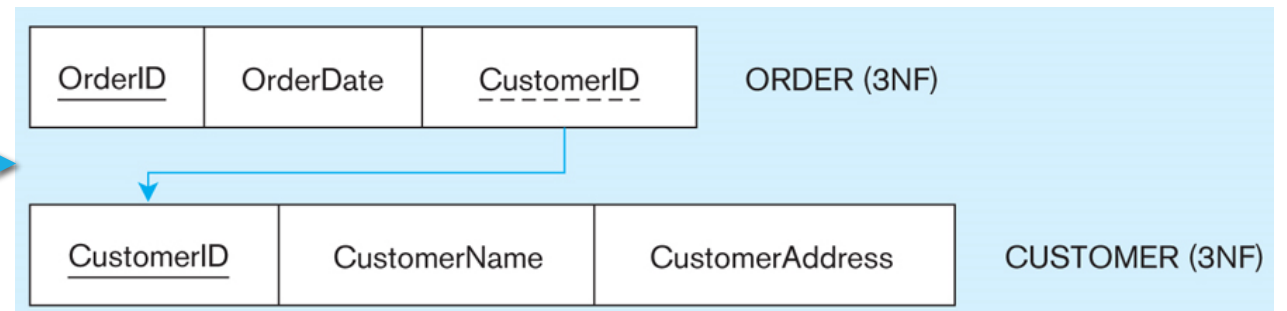 OrderID OrderDate CustomerID ORDER (3NF)
CustomerID CustomerName CustomerAddress CUSTOMER (3NF)